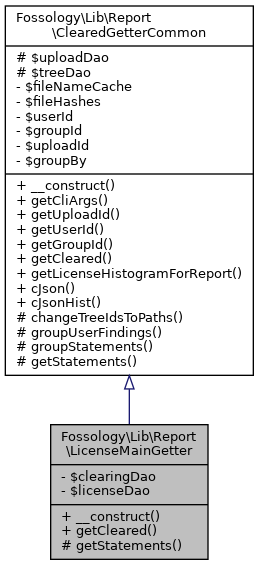 Fossology\Lib\Report
\ClearedGetterCommon
# $uploadDao
# $treeDao
- $fileNameCache
- $fileHashes
- $userId
- $groupId
- $uploadId
- $groupBy
+ __construct()
+ getCliArgs()
+ getUploadId()
+ getUserId()
+ getGroupId()
+ getCleared()
+ getLicenseHistogramForReport()
+ cJson()
+ cJsonHist()
# changeTreeIdsToPaths()
# groupUserFindings()
# groupStatements()
# getStatements()
Fossology\Lib\Report
\LicenseMainGetter
- $clearingDao
- $licenseDao
+ __construct()
+ getCleared()
# getStatements()